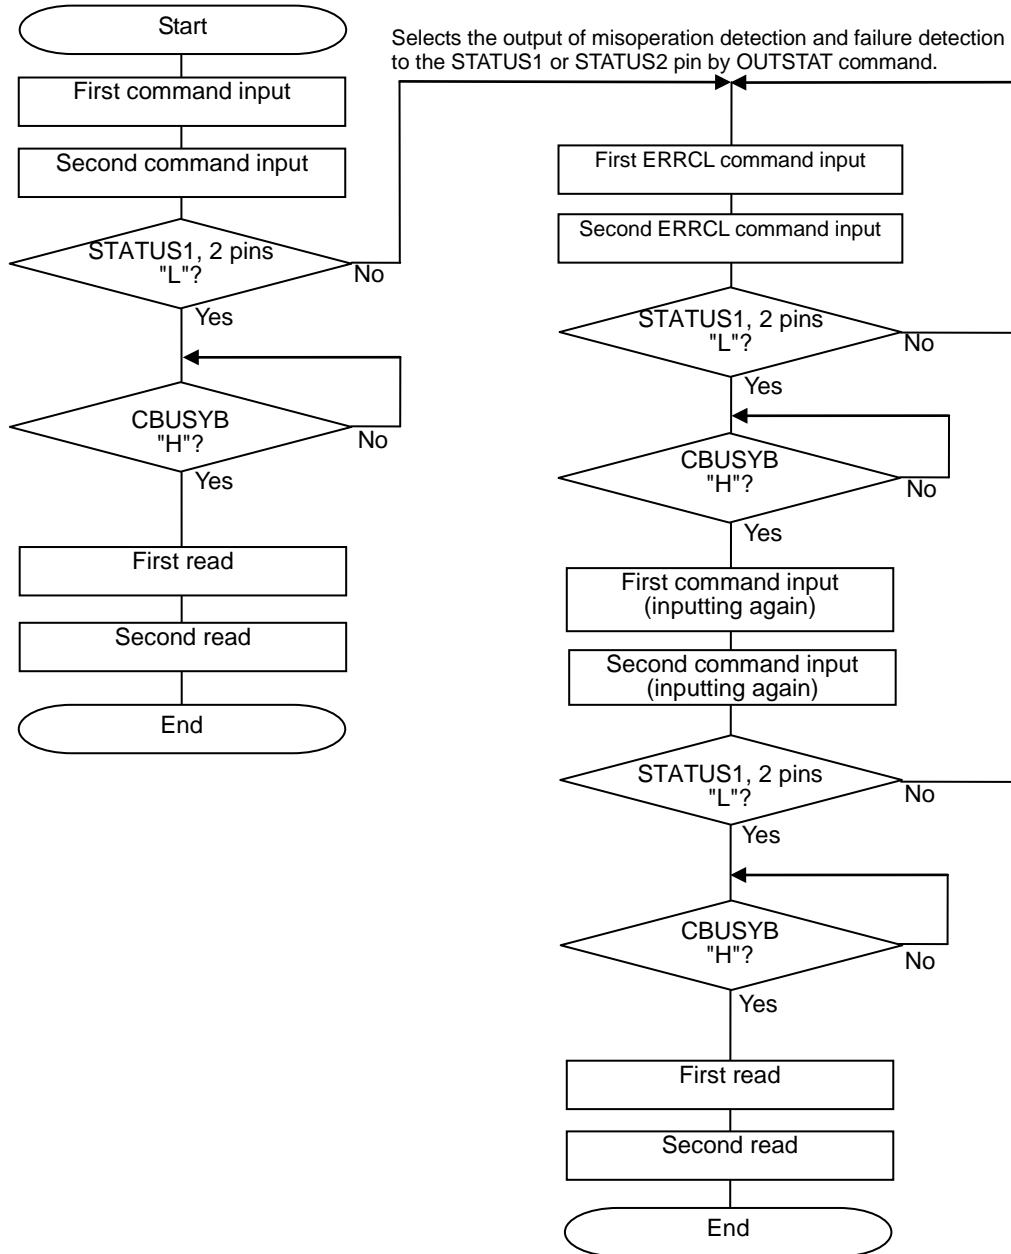 Start
First command input
Second command input
STATUS1, 2 pins
"L"?
No
Yes
CBUSYB
"H"?
No
Yes
First read
Second read
End
Selects the output of misoperation detection and failure detection
to the STATUS1 or STATUS2 pin by OUTSTAT command.
First ERRCL command input
Second ERRCL command input
STATUS1, 2 pins
"L"?
No
Yes
CBUSYB
"H"?
No
Yes
First command input
(inputting again)
Second command input
(inputting again)
STATUS1, 2 pins
"L"?
No
Yes
CBUSYB
"H"?
No
Yes
First read
Second read
End